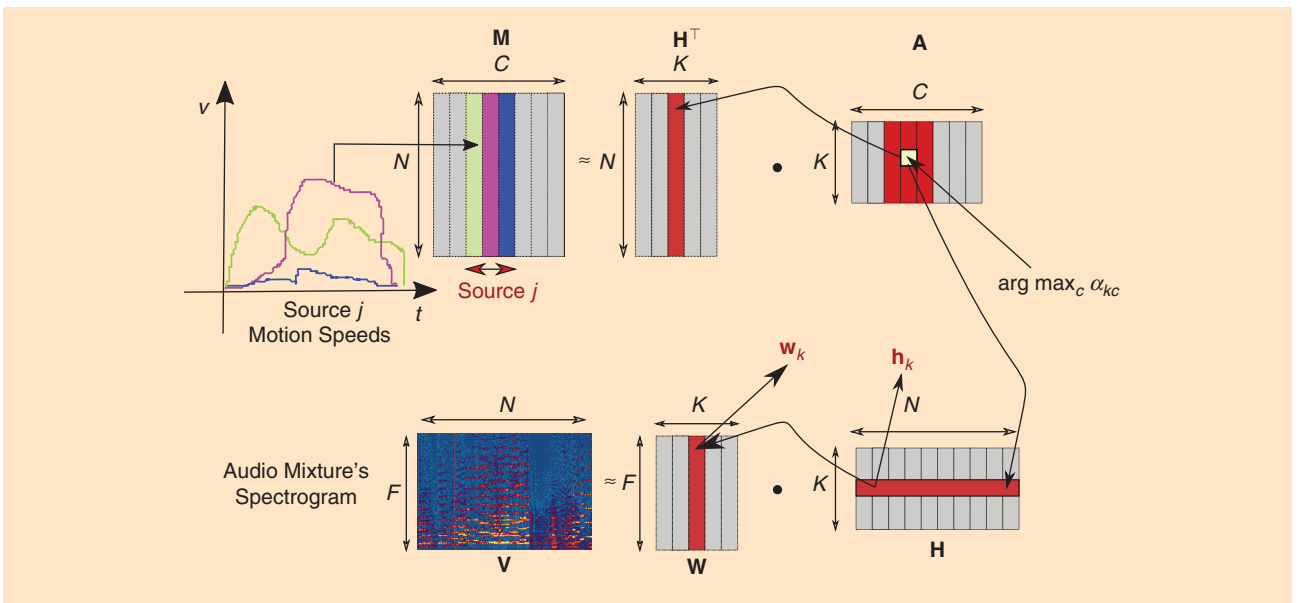 M
C
H⊤
K
A
C
v
N
≈ N
•
K
Source j
t
Source j
Motion Speeds
arg max_c α_kc
w_k
h_k
N
K
N
Audio Mixture's
Spectrogram
F
≈ F
•
K
V
W
H